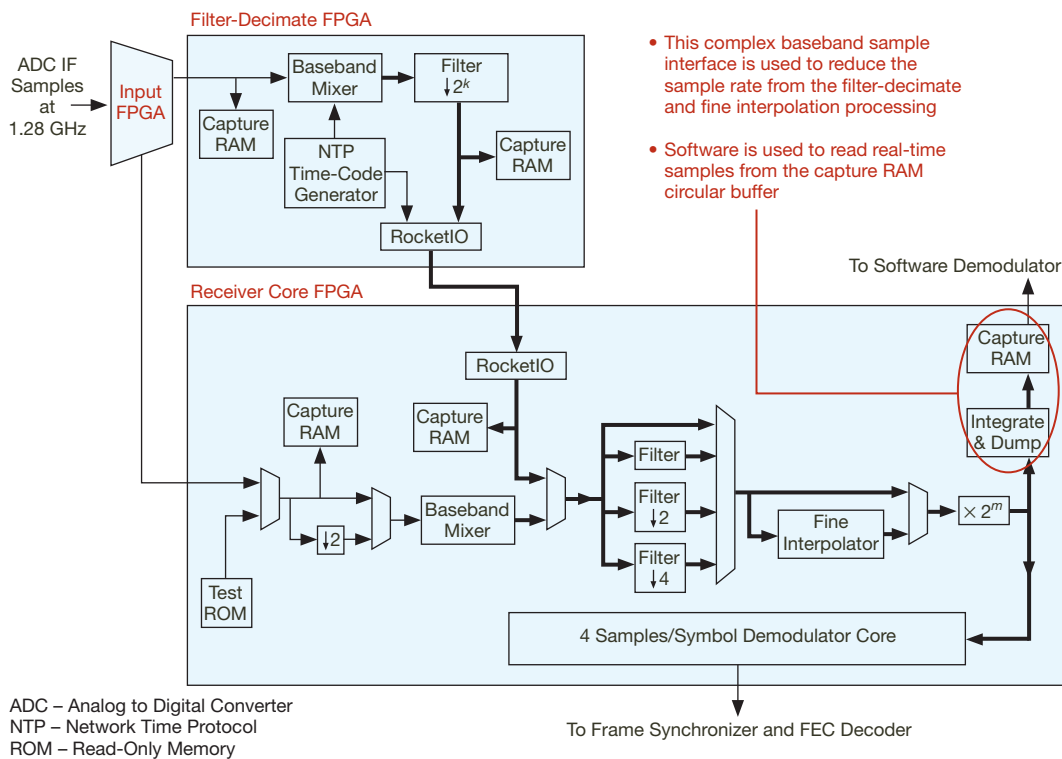 Filter-Decimate FPGA
ADC IF
Samples
at
1.28 GHz
Input
FPGA
Baseband
Mixer
Filter
↓2ᵏ
Capture
RAM
NTP
Time-Code
Generator
Capture
RAM
RocketIO
• This complex baseband sample
interface is used to reduce the
sample rate from the filter-decimate
and fine interpolation processing
• Software is used to read real-time
samples from the capture RAM
circular buffer
To Software Demodulator
Receiver Core FPGA
RocketIO
Capture
RAM
Capture
RAM
Capture
RAM
Integrate
& Dump
Filter
Baseband
Mixer
↓2
Filter
↓2
Fine
Interpolator
× 2ᵐ
Filter
↓4
Test
ROM
4 Samples/Symbol Demodulator Core
ADC – Analog to Digital Converter
NTP – Network Time Protocol
ROM – Read-Only Memory
To Frame Synchronizer and FEC Decoder